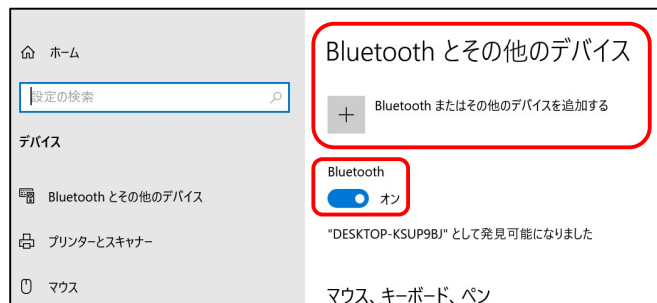 ホーム
設定の検索
デバイス
Bluetooth とその他のデバイス
プリンターとスキャナー
マウス
Bluetooth とその他のデバイス
Bluetooth またはその他のデバイスを追加する
Bluetooth
オン
"DESKTOP-KSUP9BJ" として発見可能になりました
マウス、キーボード、ペン